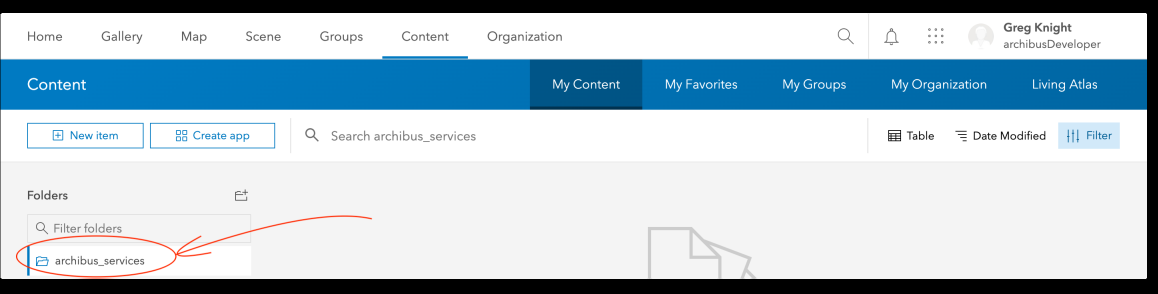 Home Gallery Map Scene Groups Content Organization Greg Knight
archibusDeveloper
Content My Content My Favorites My Groups My Organization Living Atlas
New item Create app Search archibus_services Table Date Modified Filter
Folders
Filter folders
archibus_services